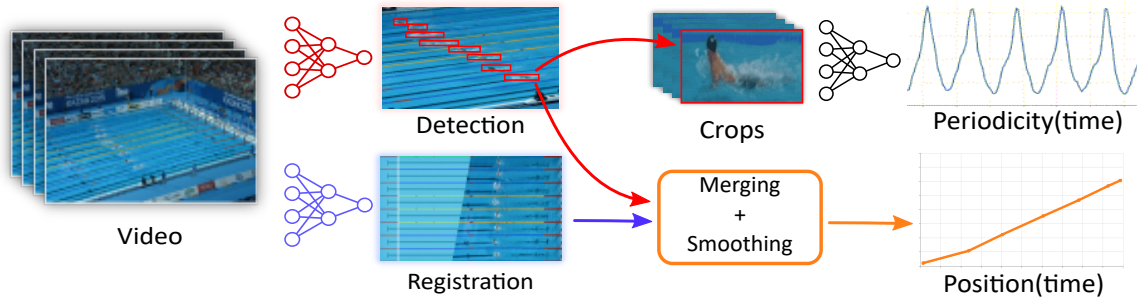 Video
Detection
Crops
Periodicity(time)
Registration
Merging
+
Smoothing
Position(time)